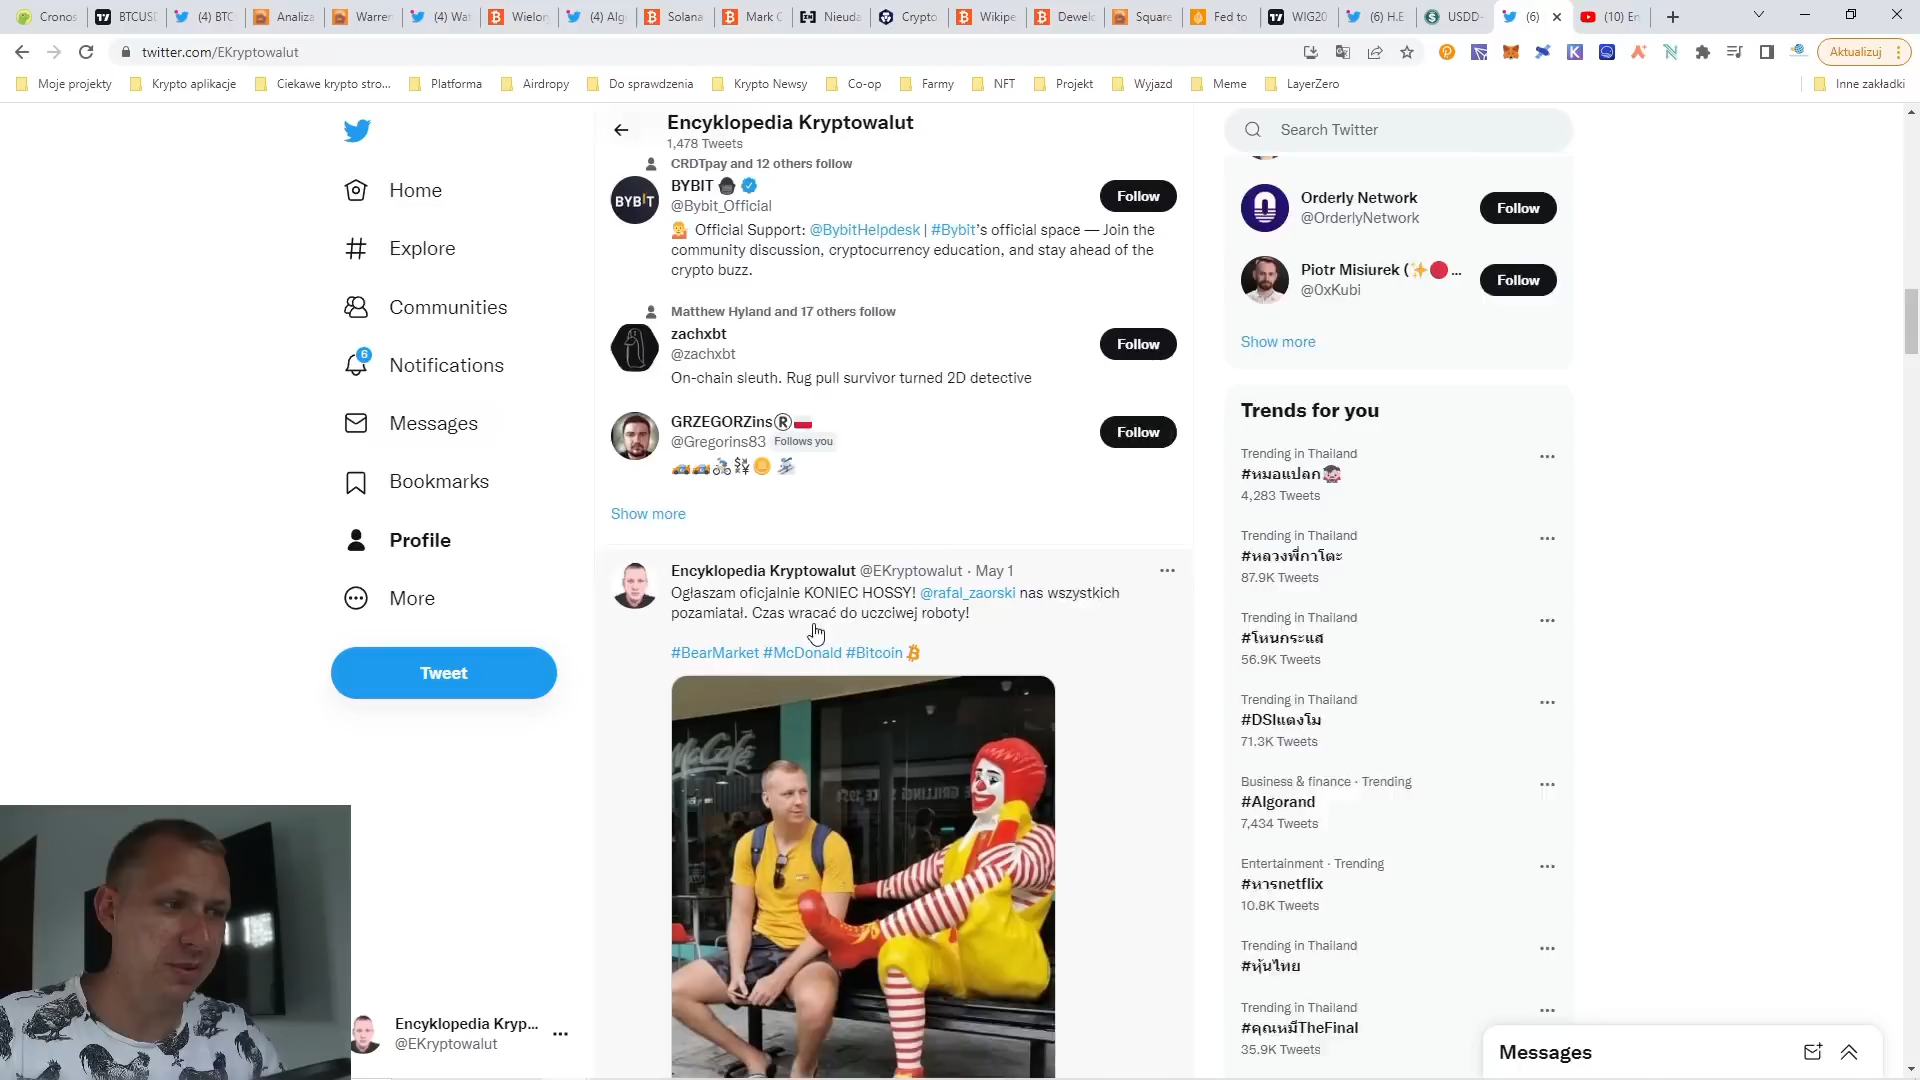 Cronos
BTCUSD
(4) BTC
Analiza
Warren
(4) Wat
Wielor
(4) Alg
Solana
Mark C
Nieuda
Crypto
Wikipe
Dewelo
Square
Fed to
WIG20
(6) H.E
USDD-
(6)
(10) En
twitter.com/EKryptowalut
Aktualizuj
Moje projekty
Krypto aplikacje
Ciekawe krypto stro...
Platforma
Airdropy
Do sprawdzenia
Krypto Newsy
Co-op
Farmy
NFT
Projekt
Wyjazd
Meme
LayerZero
Inne zakładki
Home
Explore
Communities
6
Notifications
Messages
Bookmarks
Profile
More
Tweet
Encyklopedia Kryp...
@EKryptowalut
Encyklopedia Kryptowalut
1,478 Tweets
CRDTpay and 12 others follow
BYBIT
BYBIT
@Bybit_Official
Follow
Official Support: @BybitHelpdesk | #Bybit's official space — Join the
community discussion, cryptocurrency education, and stay ahead of the
crypto buzz.
Matthew Hyland and 17 others follow
zachxbt
@zachxbt
Follow
On-chain sleuth. Rug pull survivor turned 2D detective
GRZEGORZins®
@Gregorins83 Follows you
Follow
Show more
Encyklopedia Kryptowalut @EKryptowalut · May 1
Ogłaszam oficjalnie KONIEC HOSSY! @rafal_zaorski nas wszystkich
pozamiatał. Czas wracać do uczciwej roboty!
#BearMarket #McDonald #Bitcoin
McCafé
Search Twitter
Orderly Network
@OrderlyNetwork
Follow
Piotr Misiurek (✨🔴 ...
@0xKubi
Follow
Show more
Trends for you
Trending in Thailand
#หมอแปลก
4,283 Tweets
Trending in Thailand
#หลวงพี่กาโตะ
87.9K Tweets
Trending in Thailand
#โหนกระแส
56.9K Tweets
Trending in Thailand
#DSIแตงโม
71.3K Tweets
Business & finance · Trending
#Algorand
7,434 Tweets
Entertainment · Trending
#หารnetflix
10.8K Tweets
Trending in Thailand
#หุ้นไทย
Trending in Thailand
#คุณหมีTheFinal
35.9K Tweets
Messages